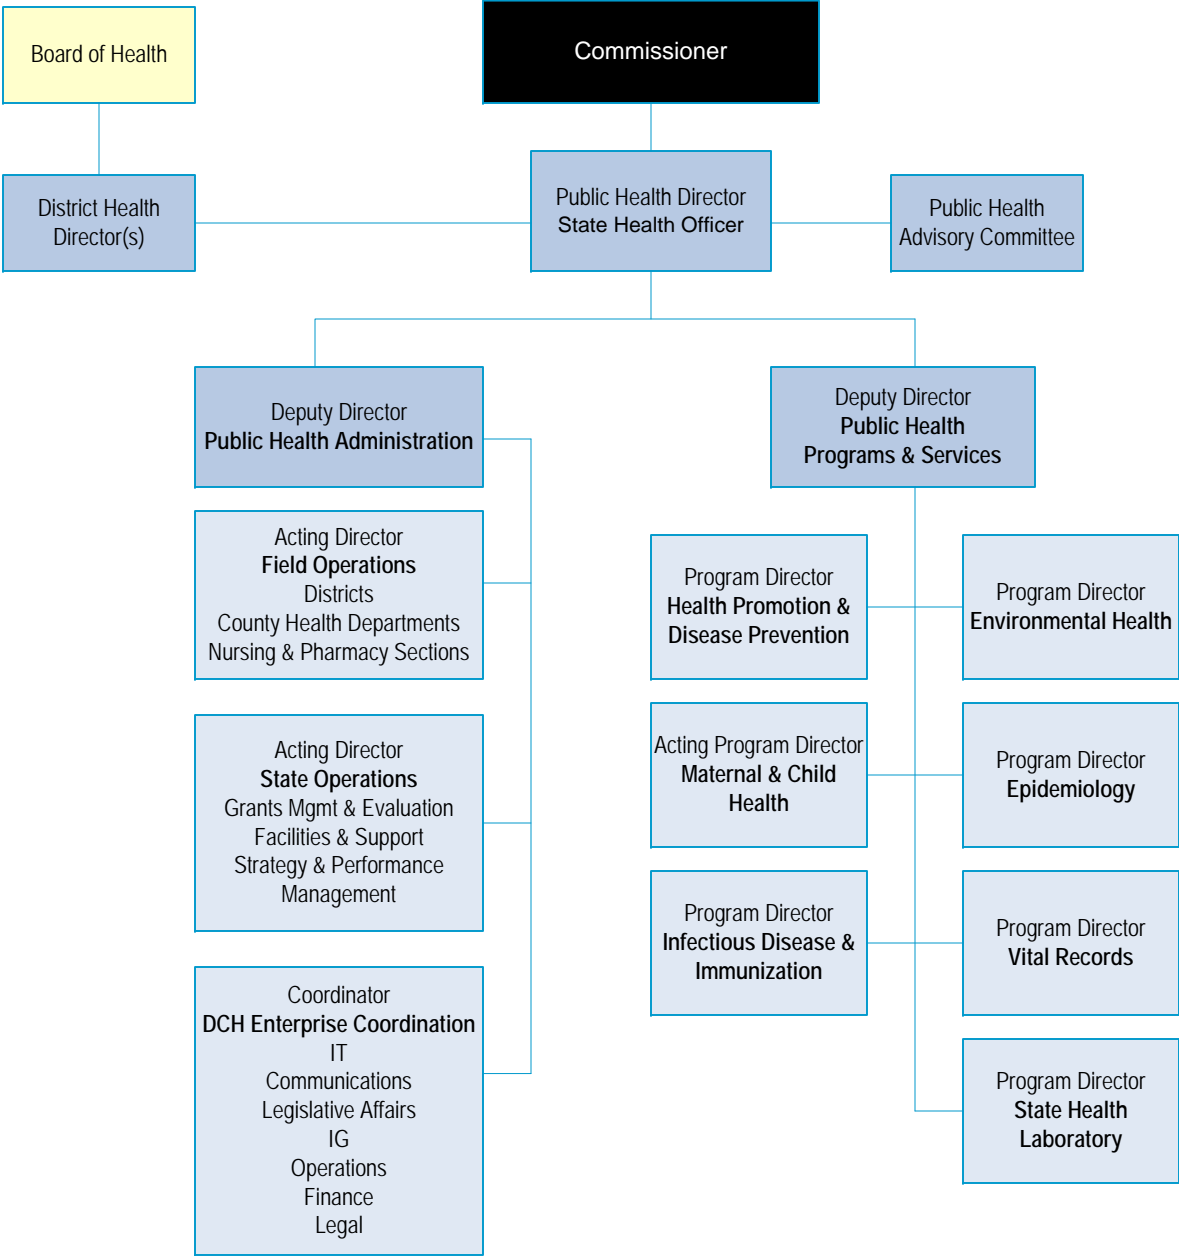 Board of Health
Commissioner
District Health
Director(s)
Public Health Director
State Health Officer
Public Health
Advisory Committee
Deputy Director
Public Health Administration
Deputy Director
Public Health
Programs & Services
Acting Director
Field Operations
Districts
County Health Departments
Nursing & Pharmacy Sections
Acting Director
State Operations
Grants Mgmt & Evaluation
Facilities & Support
Strategy & Performance
Management
Coordinator
DCH Enterprise Coordination
IT
Communications
Legislative Affairs
IG
Operations
Finance
Legal
Program Director
Health Promotion &
Disease Prevention
Program Director
Environmental Health
Acting Program Director
Maternal & Child
Health
Program Director
Epidemiology
Program Director
Infectious Disease &
Immunization
Program Director
Vital Records
Program Director
State Health
Laboratory